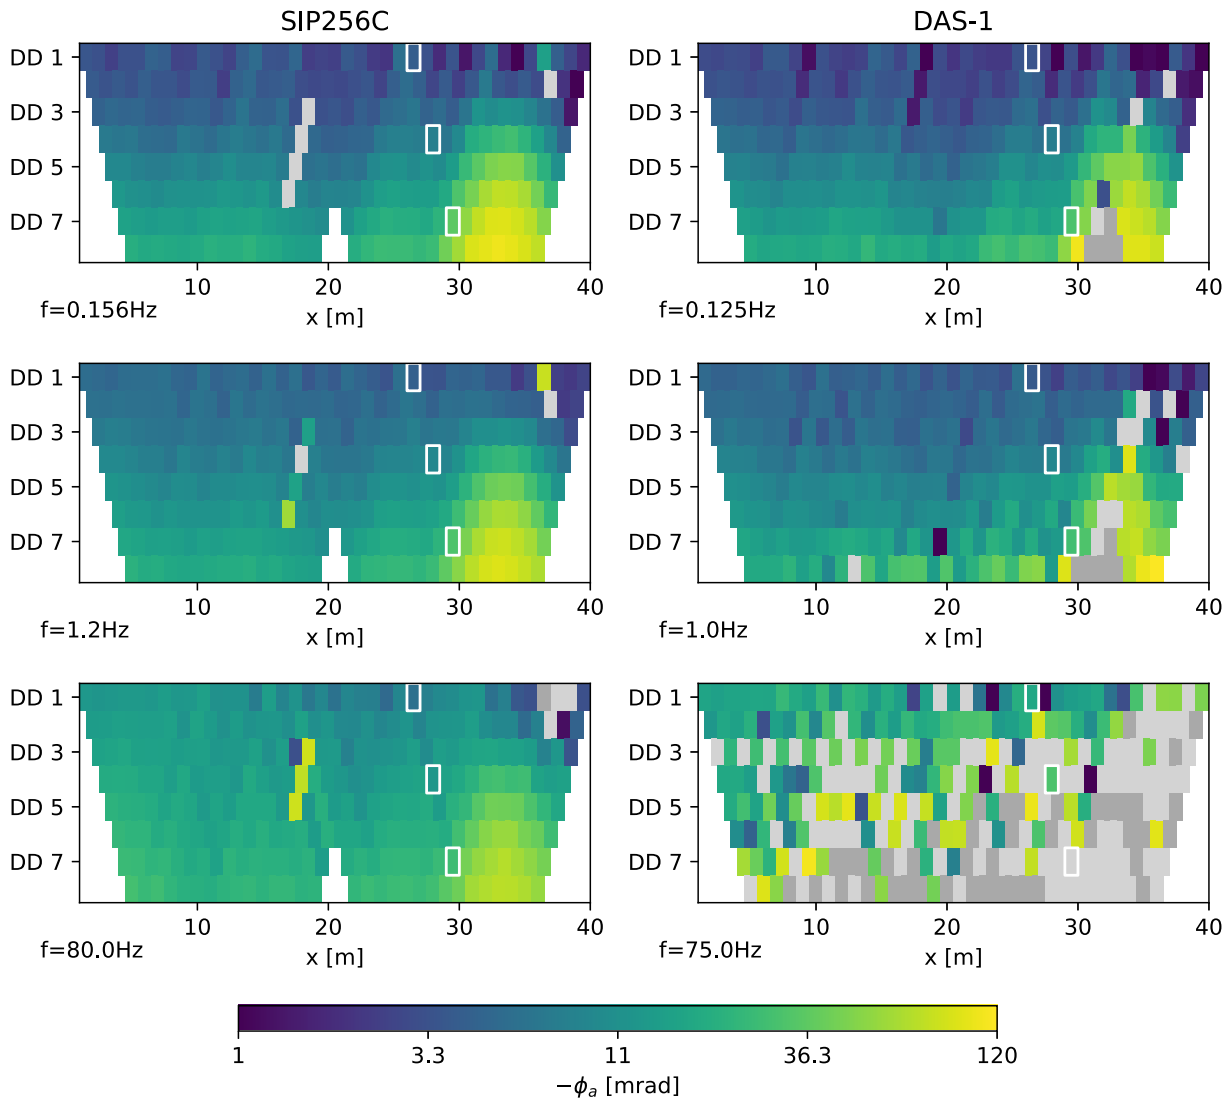 SIP256C DAS-1
DD 1 DD 1
DD 3 DD 3
DD 5 DD 5
DD 7 DD 7
10 20 30 40 10 20 30 40
f=0.156Hz x [m] f=0.125Hz x [m]
DD 1 DD 1
DD 3 DD 3
DD 5 DD 5
DD 7 DD 7
10 20 30 40 10 20 30 40
f=1.2Hz x [m] f=1.0Hz x [m]
DD 1 DD 1
DD 3 DD 3
DD 5 DD 5
DD 7 DD 7
10 20 30 40 10 20 30 40
f=80.0Hz x [m] f=75.0Hz x [m]
1 3.3 11 36.3 120
−ϕₐ [mrad]